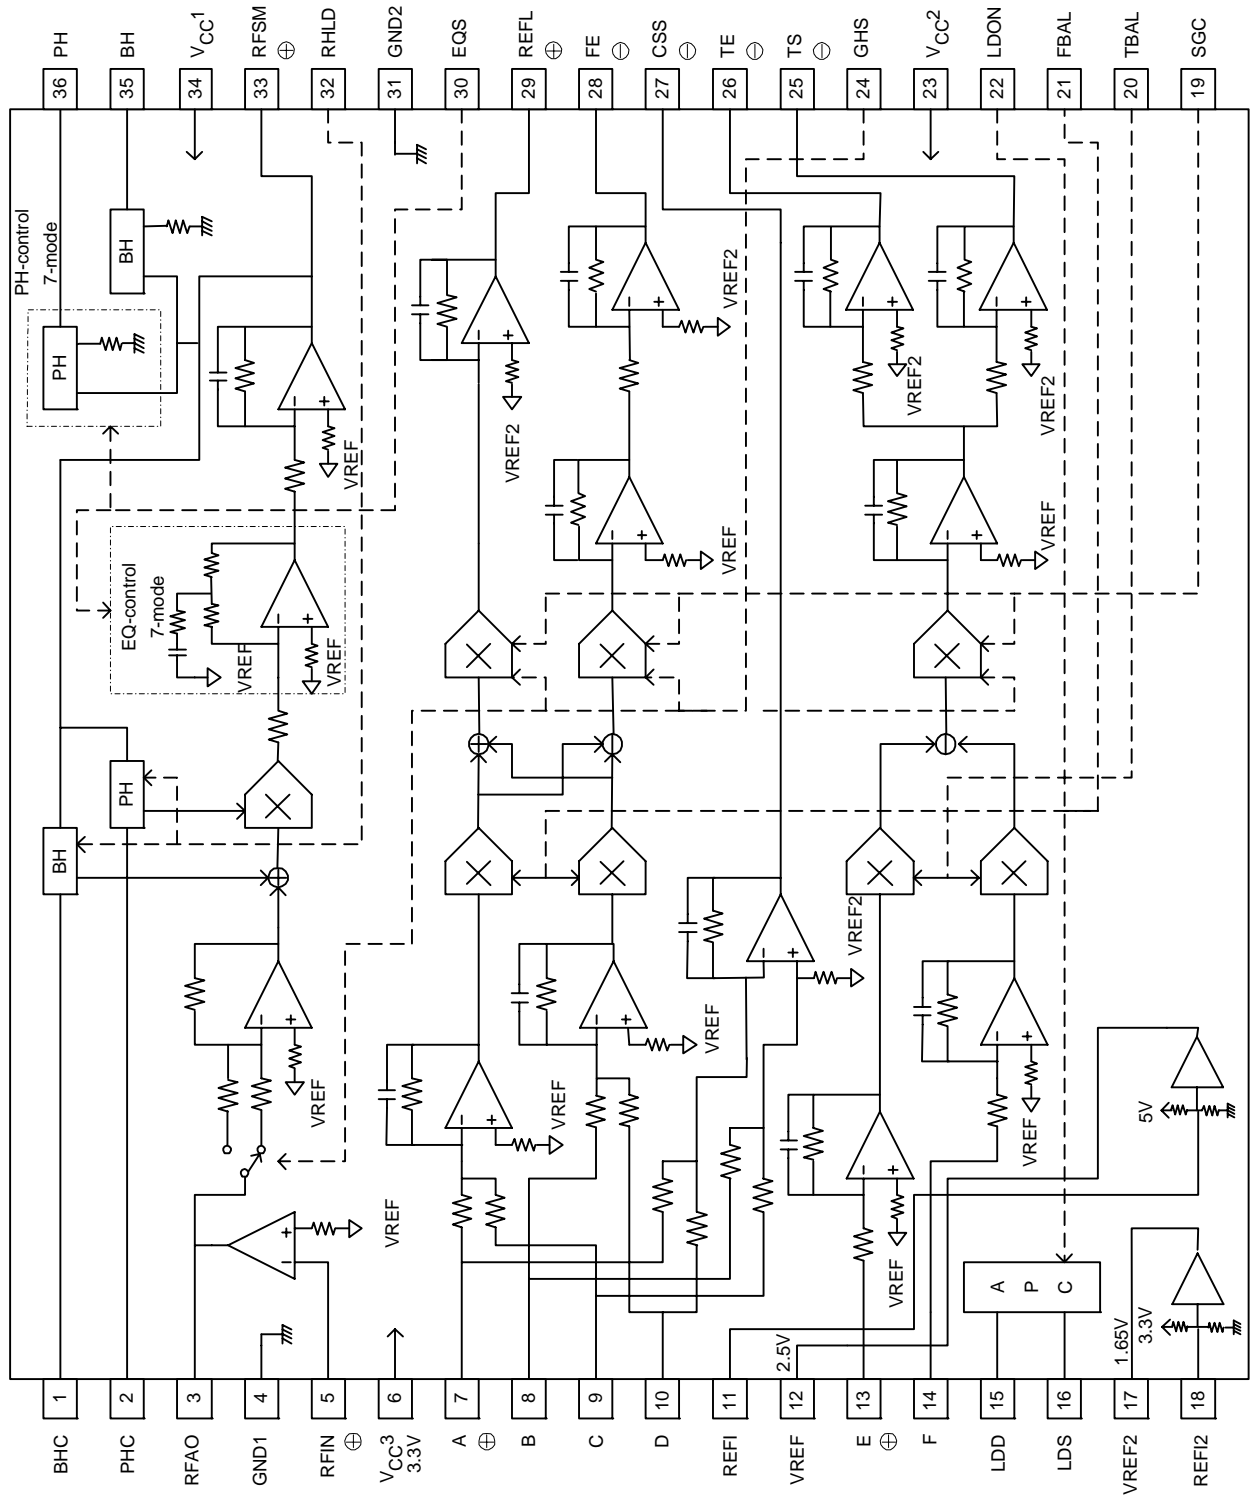 PH
BH
VCC1
RFSM
⊕
RHLD
GND2
EQS
REFL
⊕
FE
⊖
CSS
⊖
TE
⊖
TS
⊖
GHS
VCC2
LDON
FBAL
TBAL
SGC
36
35
34
33
32
31
30
29
28
27
26
25
24
23
22
21
20
19
PH-control
7-mode
BH
PH
VREF2
VREF2
VREF2
VREF2
VREF
EQ-control
7-mode
VREF
VREF
VREF
VREF
PH
BH
VREF2
VREF
VREF
VREF
VREF
5V
VREF
VREF
A
P
C
1.65V
3.3V
2.5V
1
2
3
4
5
6
7
8
9
10
11
12
13
14
15
16
17
18
BHC
PHC
RFAO
GND1
RFIN
⊕
VCC3
3.3V
A
⊕
B
C
D
REFI
VREF
E
⊕
F
LDD
LDS
VREF2
REFI2